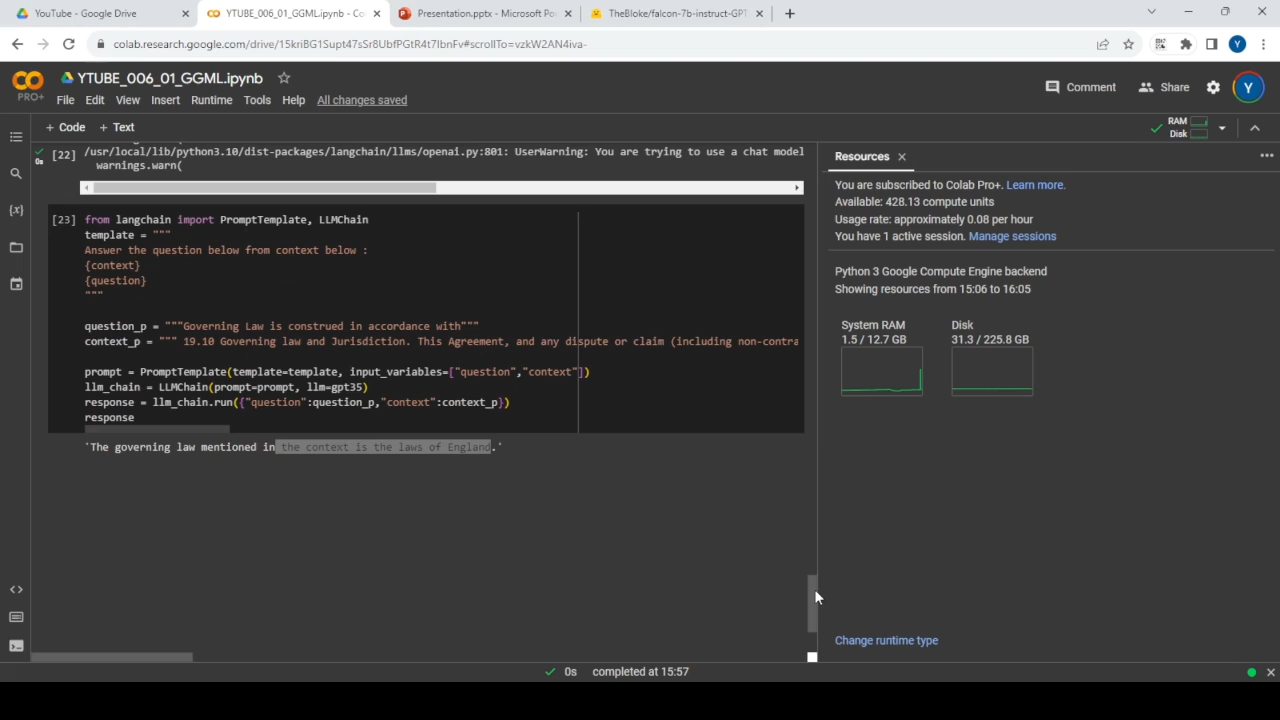 YouTube - Google Drive
YTUBE_006_01_GGML.ipynb - Co
Presentation.pptx - Microsoft Po
TheBloke/falcon-7b-instruct-GPT
colab.research.google.com/drive/15kriBG1Supt47sSr8UbfPGtR4t7IbnFv#scrollTo=vzkW2AN4iva-
Y
CO
PRO+
YTUBE_006_01_GGML.ipynb
Comment
Share
Y
File Edit View Insert Runtime Tools Help All changes saved
+ Code + Text
RAM
Disk
0s
[22] /usr/local/lib/python3.10/dist-packages/langchain/llms/openai.py:801: UserWarning: You are trying to use a chat model
warnings.warn(
[23] from langchain import PromptTemplate, LLMChain
template = """
Answer the question below from context below :
{context}
{question}
"""
question_p = """Governing Law is construed in accordance with"""
context_p = """ 19.10 Governing law and Jurisdiction. This Agreement, and any dispute or claim (including non-contra
prompt = PromptTemplate(template=template, input_variables=["question","context"])
llm_chain = LLMChain(prompt=prompt, llm=gpt35)
response = llm_chain.run({"question":question_p,"context":context_p})
response
'The governing law mentioned in the context is the laws of England.'
Resources
You are subscribed to Colab Pro+. Learn more.
Available: 428.13 compute units
Usage rate: approximately 0.08 per hour
You have 1 active session. Manage sessions
Python 3 Google Compute Engine backend
Showing resources from 15:06 to 16:05
System RAM
1.5 / 12.7 GB
Disk
31.3 / 225.8 GB
Change runtime type
0s completed at 15:57